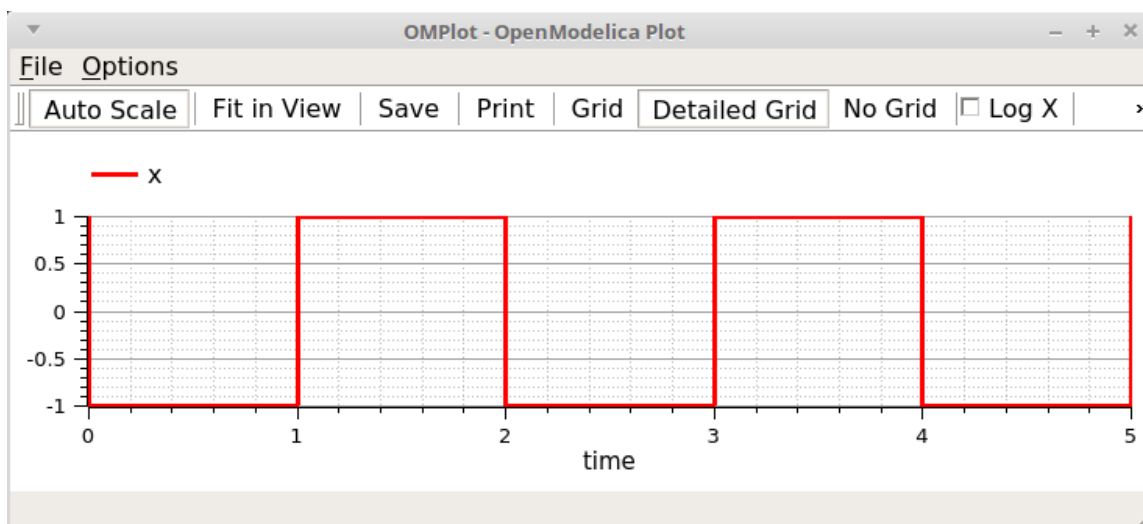 OMPlot - OpenModelica Plot
File Options
Auto Scale Fit in View Save Print Grid Detailed Grid No Grid Log X
x
1
0.5
0
-0.5
-1
0 1 2 3 4 5
time